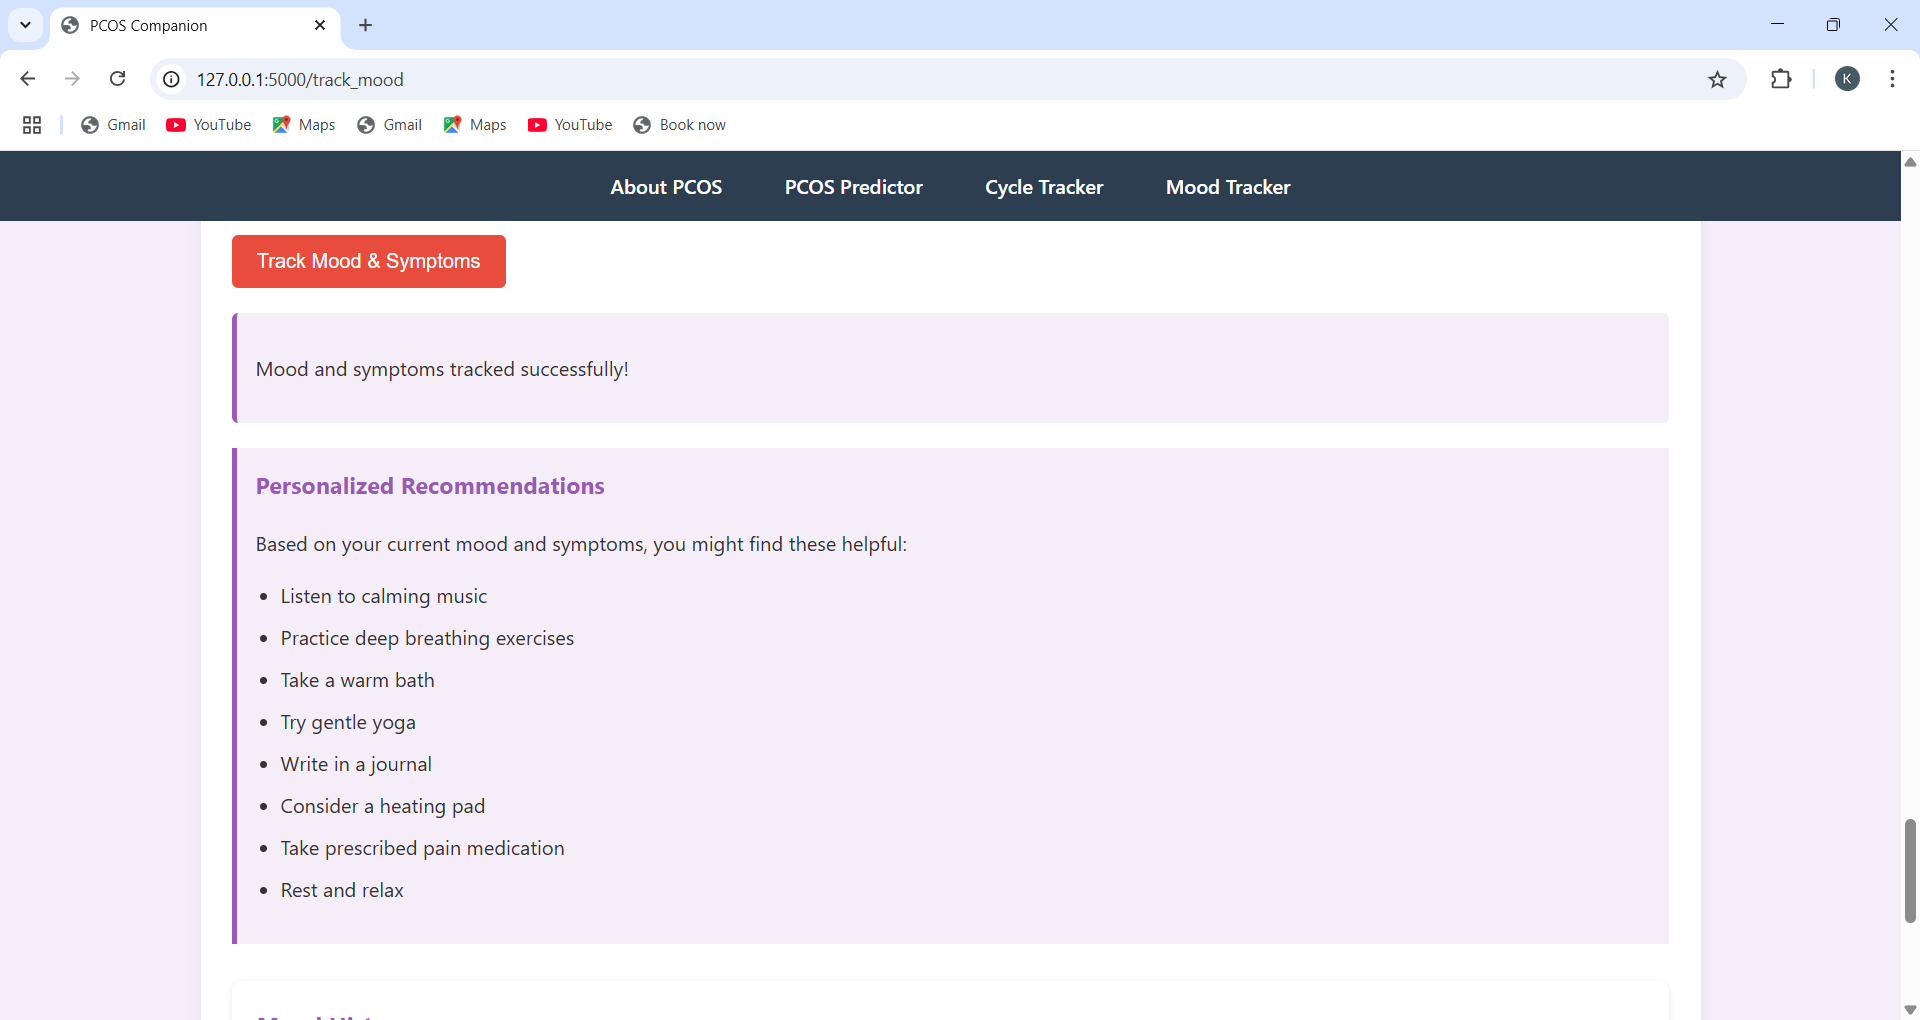 PCOS Companion
127.0.0.1:5000/track_mood
K
Gmail YouTube Maps Gmail Maps YouTube Book now
About PCOS PCOS Predictor Cycle Tracker Mood Tracker
Track Mood & Symptoms
Mood and symptoms tracked successfully!
Personalized Recommendations
Based on your current mood and symptoms, you might find these helpful:
Listen to calming music
Practice deep breathing exercises
Take a warm bath
Try gentle yoga
Write in a journal
Consider a heating pad
Take prescribed pain medication
Rest and relax